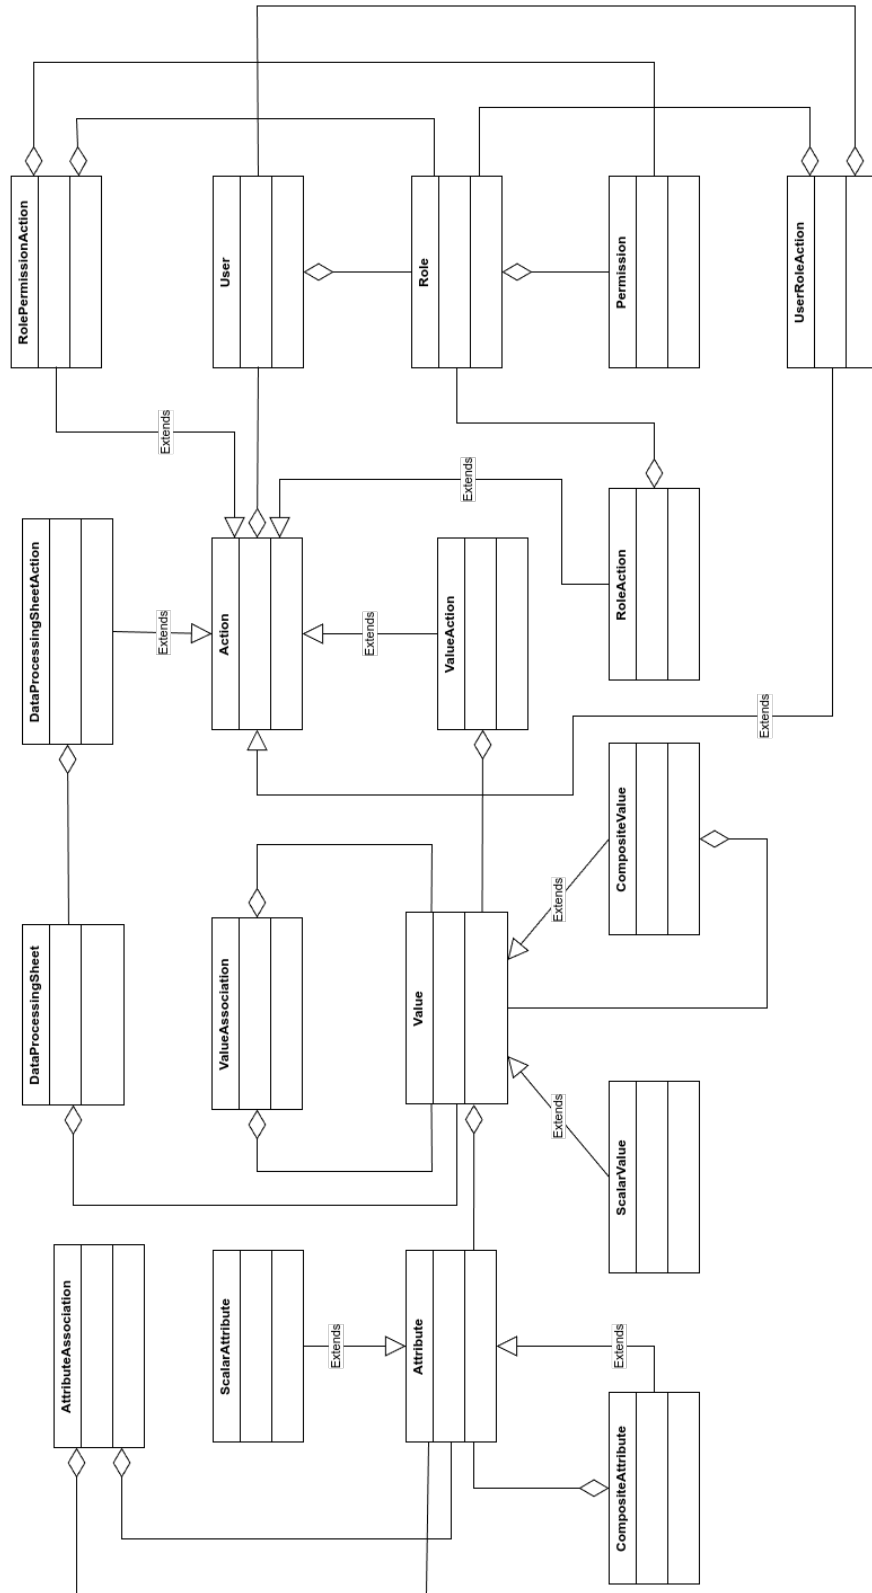 RolePermissionAction
User
Role
Permission
UserRoleAction
Extends
Extends
DataProcessingSheetAction
Extends
Action
Extends
ValueAction
RoleAction
Extends
DataProcessingSheet
ValueAssociation
Value
Extends
CompositeValue
Extends
ScalarValue
AttributeAssociation
ScalarAttribute
Extends
Attribute
Extends
CompositeAttribute